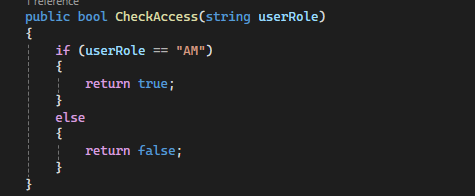 1 reference
public bool CheckAccess(string userRole)
{
    if (userRole == "AM")
    {
        return true;
    }
    else
    {
        return false;
    }
}